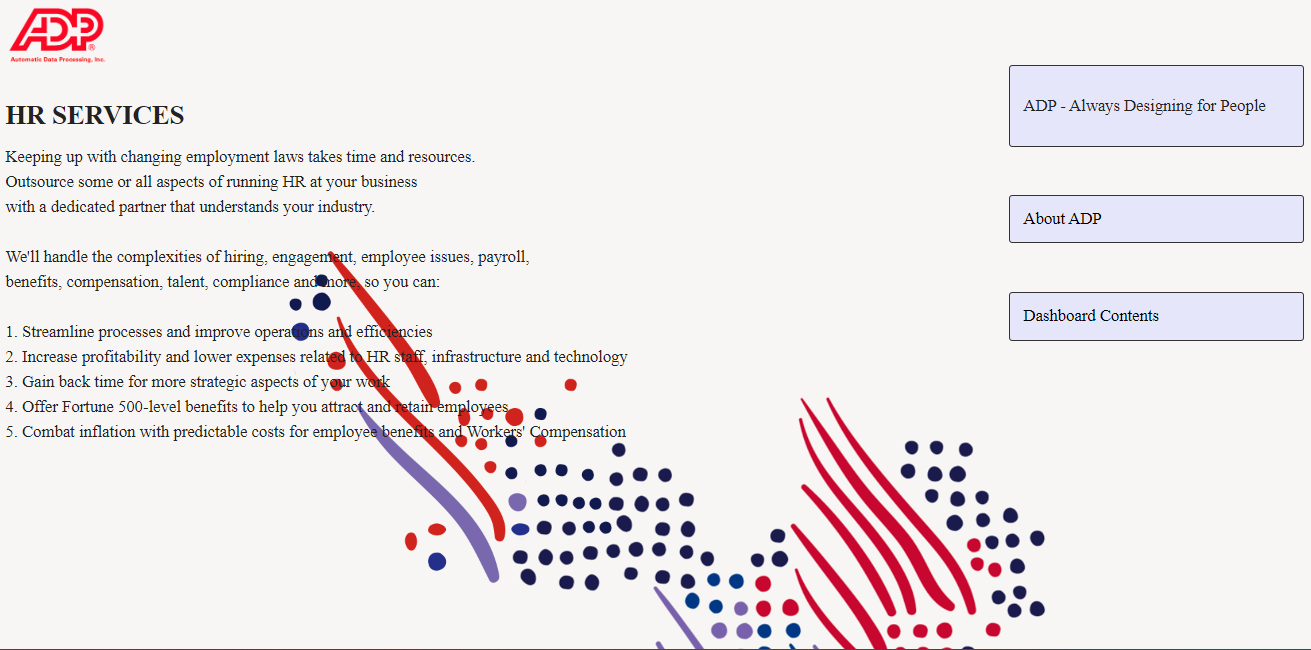 ADP®
Automatic Data Processing, Inc.
HR SERVICES
Keeping up with changing employment laws takes time and resources.
Outsource some or all aspects of running HR at your business
with a dedicated partner that understands your industry.
We'll handle the complexities of hiring, engagement, employee issues, payroll,
benefits, compensation, talent, compliance and more, so you can:
1. Streamline processes and improve operations and efficiencies
2. Increase profitability and lower expenses related to HR staff, infrastructure and technology
3. Gain back time for more strategic aspects of your work
4. Offer Fortune 500-level benefits to help you attract and retain employees
5. Combat inflation with predictable costs for employee benefits and Workers' Compensation
ADP - Always Designing for People
About ADP
Dashboard Contents